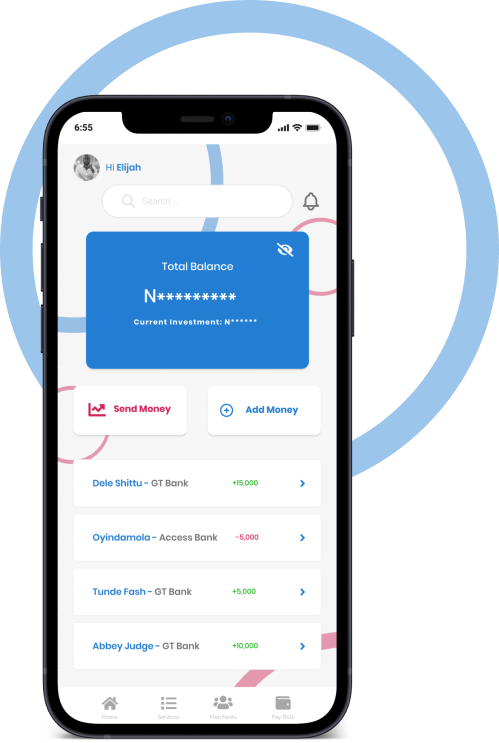 6:55
Hi Elijah
Search...
Total Balance
N*********
Current Investment: N******
Send Money
Add Money
Dele Shittu - GT Bank +15,000
Oyindamola - Access Bank -5,000
Tunde Fash - GT Bank +5,000
Abbey Judge - GT Bank +10,000
Home Services Merchants Pay Bills